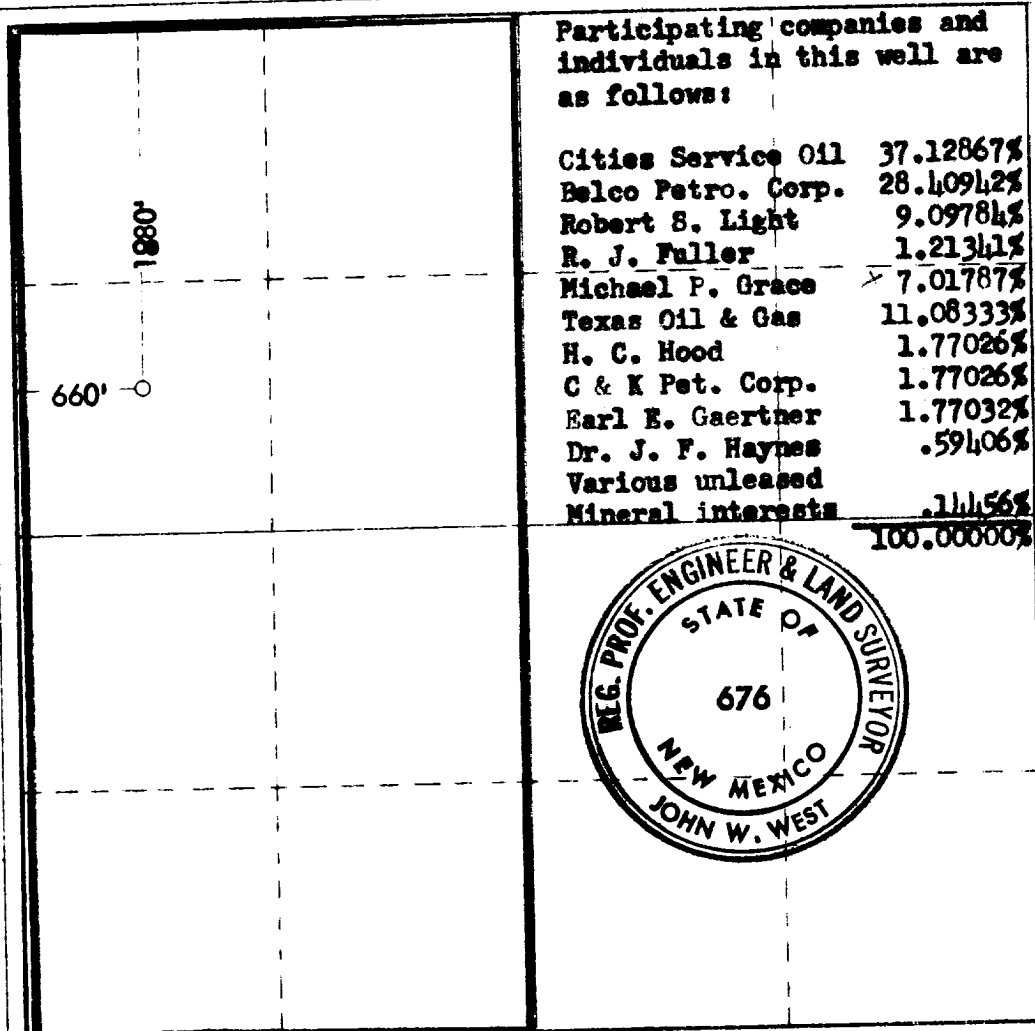 Participating companies and
individuals in this well are
as follows:
Cities Service Oil 37.12867%
Belco Petro. Corp. 28.40942%
Robert S. Light 9.09784%
R. J. Fuller 1.21341%
Michael P. Grace 7.01787%
Texas Oil & Gas 11.08333%
H. C. Hood 1.77026%
C & K Pet. Corp. 1.77026%
Earl E. Gaertner 1.77032%
Dr. J. F. Haynes .59406%
Various unleased
Mineral interests .14456%
100.00000%
1980'
660'
REG. PROF. ENGINEER & LAND SURVEYOR
STATE OF
676
NEW MEXICO
JOHN W. WEST